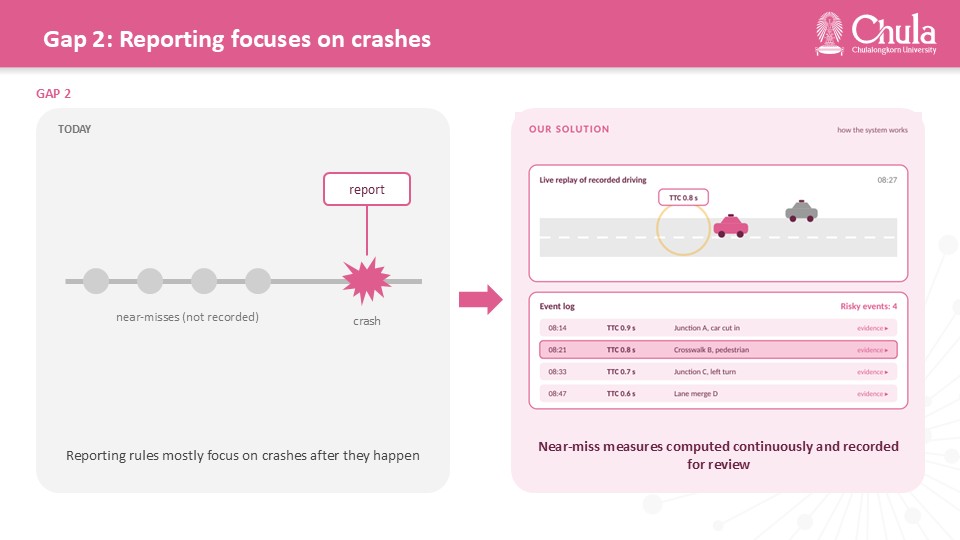 Gap 2: Reporting focuses on crashes
Chula
Chulalongkorn University
GAP 2
TODAY
report
near-misses (not recorded)
crash
Reporting rules mostly focus on crashes after they happen
OUR SOLUTION
how the system works
Live replay of recorded driving
08:27
TTC 0.8 s
Event log
Risky events: 4
08:14 TTC 0.9 s Junction A, car cut in evidence ▸
08:21 TTC 0.8 s Crosswalk B, pedestrian evidence ▸
08:33 TTC 0.7 s Junction C, left turn evidence ▸
08:47 TTC 0.6 s Lane merge D evidence ▸
Near-miss measures computed continuously and recorded
for review